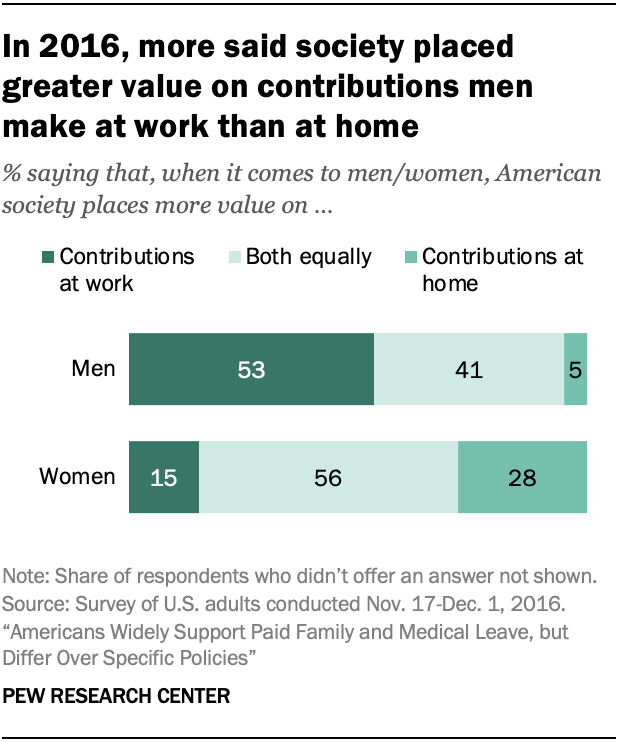 In 2016, more said society placed
greater value on contributions men
make at work than at home
% saying that, when it comes to men/women, American
society places more value on ...
Contributions
at work
Both equally
Contributions at
home
Men
53
41
5
Women
15
56
28
Note: Share of respondents who didn’t offer an answer not shown.
Source: Survey of U.S. adults conducted Nov. 17-Dec. 1, 2016.
“Americans Widely Support Paid Family and Medical Leave, but
Differ Over Specific Policies”
PEW RESEARCH CENTER